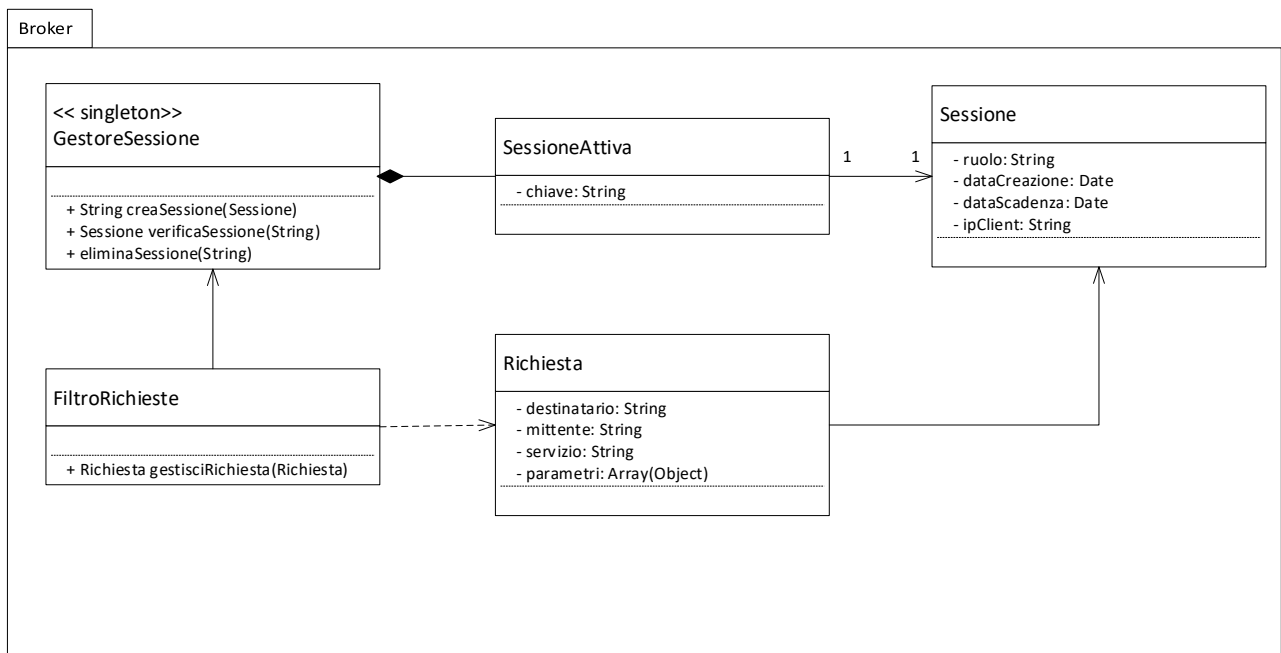 Broker
<< singleton>>
GestoreSessione
+ String creaSessione(Sessione)
+ Sessione verificaSessione(String)
+ eliminaSessione(String)
SessioneAttiva
- chiave: String
1
1
Sessione
- ruolo: String
- dataCreazione: Date
- dataScadenza: Date
- ipClient: String
FiltroRichieste
+ Richiesta gestisciRichiesta(Richiesta)
Richiesta
- destinatario: String
- mittente: String
- servizio: String
- parametri: Array(Object)